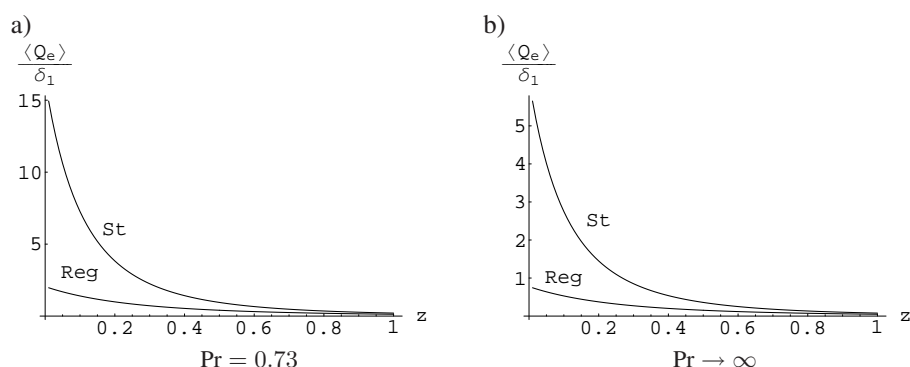 a)
⟨Qₑ⟩
δ₁
15
10
5
St
Reg
0.2 0.4 0.6 0.8 1 z
Pr = 0.73
b)
⟨Qₑ⟩
δ₁
5
4
3
2
1
St
Reg
0.2 0.4 0.6 0.8 1 z
Pr → ∞